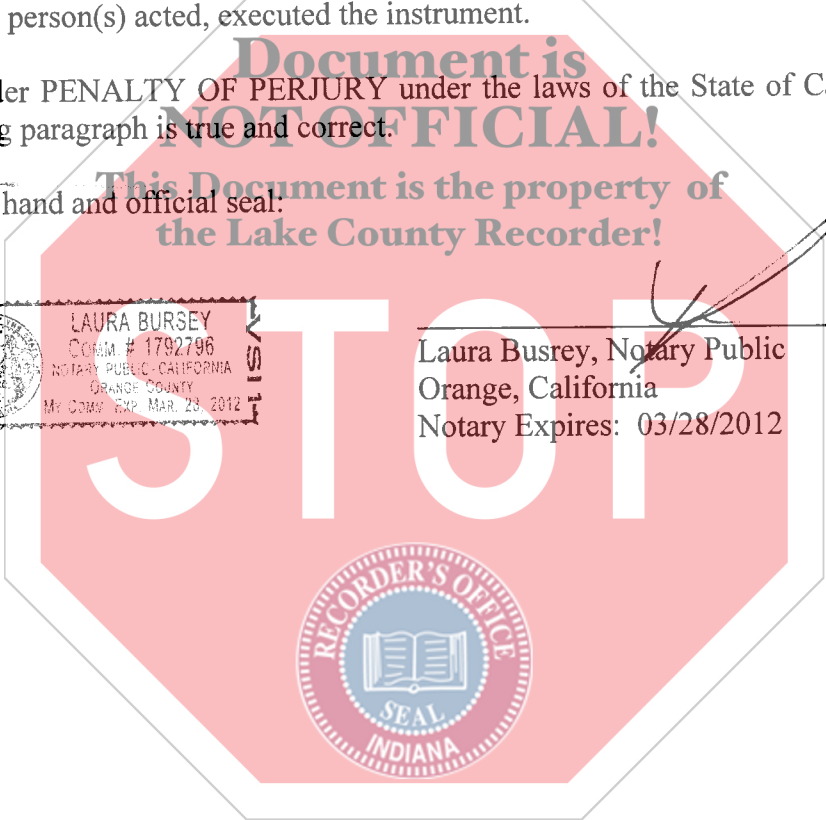 person(s) acted, executed the instrument.
Document is
der PENALTY OF PERJURY under the laws of the State of Ca
NOT OFFICIAL!
g paragraph is true and correct.
This Document is the property of
hand and official seal:
the Lake County Recorder!
STOP
LAURA BURSEY
COMM. # 1792796
NOTARY PUBLIC-CALIFORNIA
ORANGE COUNTY
MY COMM. EXP. MAR. 28, 2012
Laura Busrey, Notary Public
Orange, California
Notary Expires: 03/28/2012
RECORDER'S OFFICE
SEAL
INDIANA